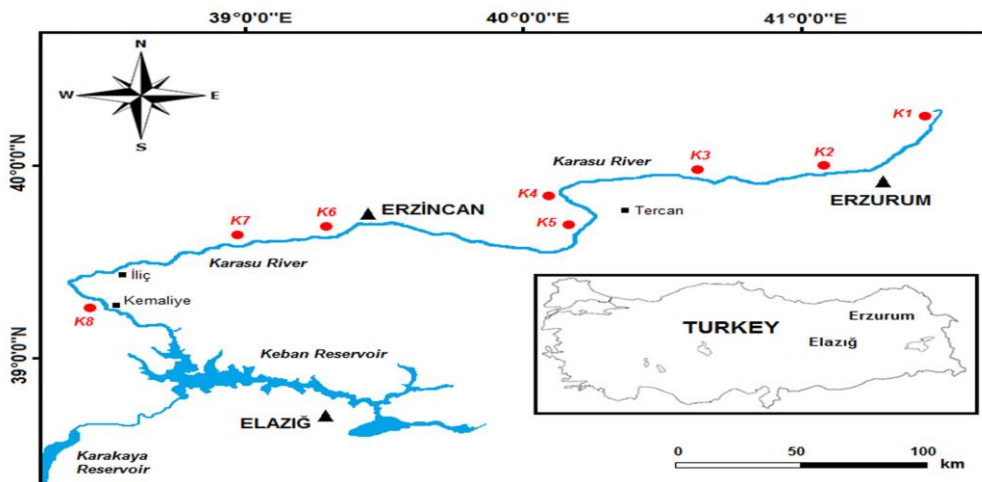 39°0'0"E
40°0'0"E
41°0'0"E
N
W
E
S
40°0'0"N
39°0'0"N
K1
K2
K3
Karasu River
K4
ERZURUM
Tercan
K5
ERZİNCAN
K6
K7
Karasu River
İliç
Kemaliye
K8
Keban Reservoir
ELAZIĞ
Karakaya
Reservoir
TURKEY
Erzurum
Elazığ
0
50
100
km